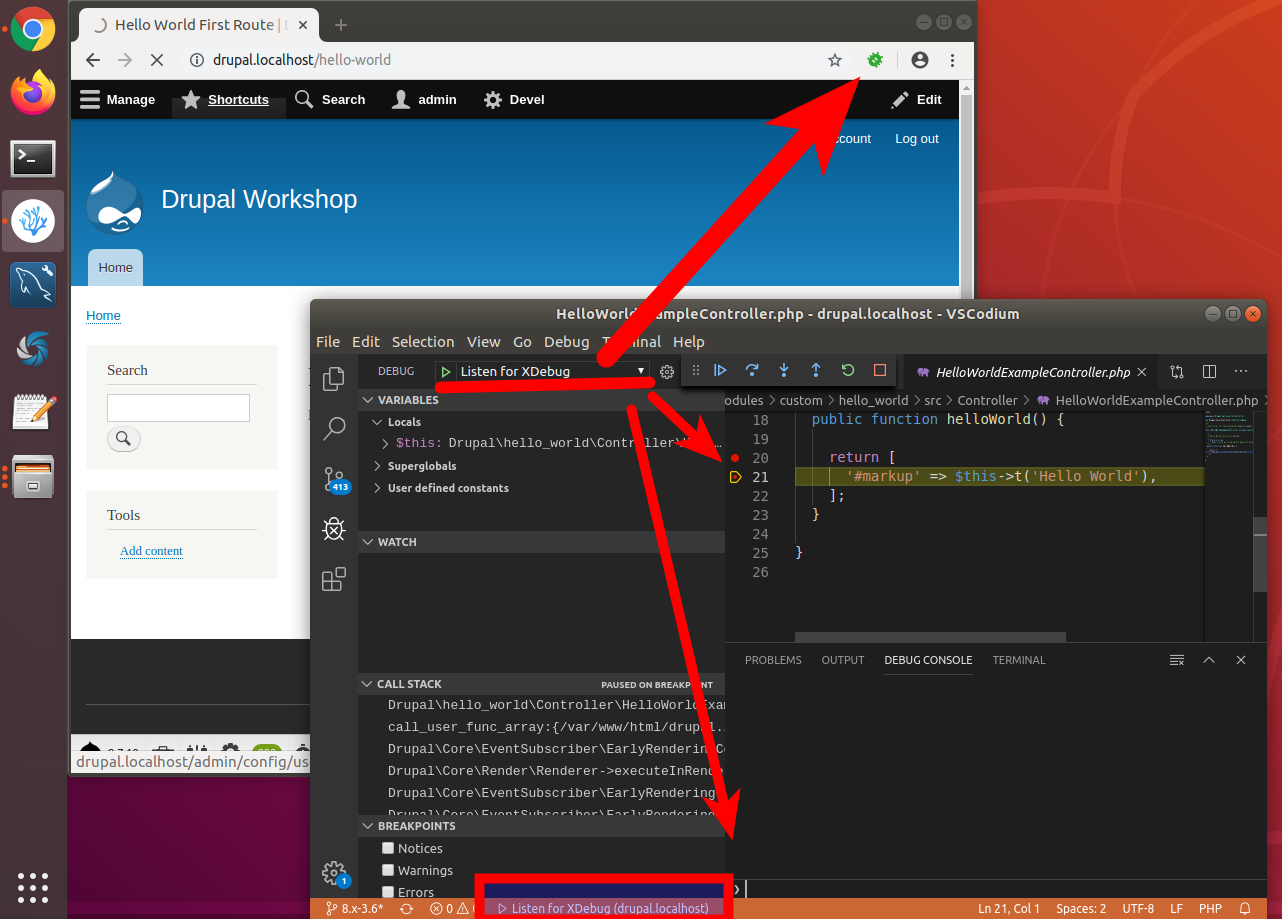 Hello World First Route | D
drupal.localhost/hello-world
Manage Shortcuts Search admin Devel Edit
Log out
Drupal Workshop
Home
Home
Search
Tools
Add content
drupal.localhost/admin/config/us
HelloWorldExampleController.php - drupal.localhost - VSCodium
File Edit Selection View Go Debug Terminal Help
DEBUG Listen for XDebug
HelloWorldExampleController.php
VARIABLES
Locals
$this: Drupal\hello_world\Controller\
Superglobals
User defined constants
413
WATCH
CALL STACK PAUSED ON BREAKPOINT
Drupal\hello_world\Controller\HelloWorldExam
call_user_func_array:{/var/www/html/drupal.
Drupal\Core\EventSubscriber\EarlyRenderingCo
Drupal\Core\Render\Renderer->executeInRende
Drupal\Core\EventSubscriber\EarlyRendering
Drupal\Core\EventSubscriber\EarlyRendering
BREAKPOINTS
Notices
Warnings
Errors
1
odules > custom > hello_world > src > Controller > HelloWorldExampleController.php >
18 public function helloWorld() {
19
20 return [
21 '#markup' => $this->t('Hello World'),
22 ];
23 }
24
25 }
26
PROBLEMS OUTPUT DEBUG CONSOLE TERMINAL
8.x-3.6* 0 Listen for XDebug (drupal.localhost) Ln 21, Col 1 Spaces: 2 UTF-8 LF PHP